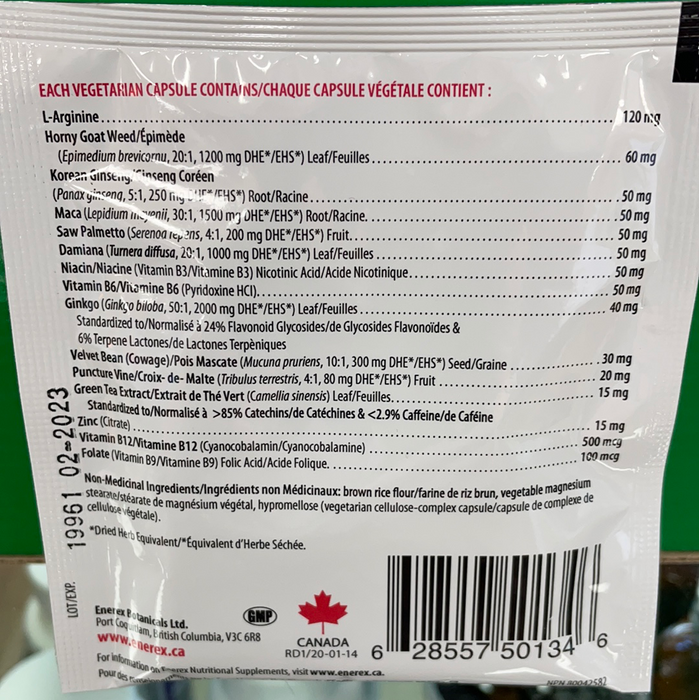 EACH VEGETARIAN CAPSULE CONTAINS/CHAQUE CAPSULE VÉGÉTALE CONTIENT :
L-Arginine 120 mg
Horny Goat Weed/Épimède
(Epimedium brevicornu, 20:1, 1200 mg DHE*/EHS*) Leaf/Feuilles 60 mg
Korean Ginseng/Ginseng Coréen
(Panax ginseng, 5:1, 250 mg DHE*/EHS*) Root/Racine 50 mg
Maca (Lepidium meyenii, 30:1, 1500 mg DHE*/EHS*) Root/Racine. 50 mg
Saw Palmetto (Serenoa repens, 4:1, 200 mg DHE*/EHS*) Fruit 50 mg
Damiana (Turnera diffusa, 20:1, 1000 mg DHE*/EHS*) Leaf/Feuilles 50 mg
Niacin/Niacine (Vitamin B3/Vitamine B3) Nicotinic Acid/Acide Nicotinique 50 mg
Vitamin B6/Vitamine B6 (Pyridoxine HCl) 50 mg
Ginkgo (Ginkgo biloba, 50:1, 2000 mg DHE*/EHS*) Leaf/Feuilles 40 mg
Standardized to/Normalisé à 24% Flavonoid Glycosides/de Glycosides Flavonoïdes &
6% Terpene Lactones/de Lactones Terpèniques
Velvet Bean (Cowage)/Pois Mascate (Mucuna pruriens, 10:1, 300 mg DHE*/EHS*) Seed/Graine 30 mg
Puncture Vine/Croix- de- Malte (Tribulus terrestris, 4:1, 80 mg DHE*/EHS*) Fruit 20 mg
Green Tea Extract/Extrait de Thé Vert (Camellia sinensis) Leaf/Feuilles 15 mg
Standardized to/Normalisé à >85% Catechins/de Catéchines & <2.9% Caffeine/de Caféine
Zinc (Citrate) 15 mg
Vitamin B12/Vitamine B12 (Cyanocobalamin/Cyanocobalamine) 500 mcg
Folate (Vitamin B9/Vitamine B9) Folic Acid/Acide Folique 100 mcg
Non-Medicinal Ingredients/Ingrédients non Médicinaux: brown rice flour/farine de riz brun, vegetable magnesium
stearate/stéarate de magnésium végétal, hypromellose (vegetarian cellulose-complex capsule/capsule de complexe de
cellulose végétale).
*Dried Herb Equivalent/*Équivalent d'Herbe Séchée.
LOT/EXP. 19961 02-2023
Enerex Botanicals Ltd.
Port Coquitlam, British Columbia, V3C 6R8
www.enerex.ca
GMP
CANADA
RD1/20-01-14
6 28557 50134 6
For information on Enerex Nutritional Supplements, visit www.enerex.ca.
Pour des
NPN 80042582